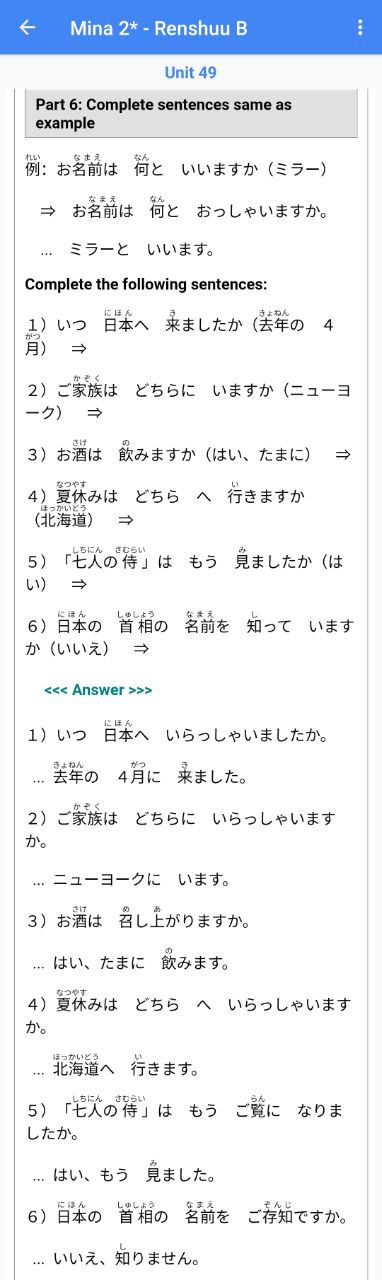 Mina 2* - Renshuu B
Unit 49
Part 6: Complete sentences same as
example
例：お名前は　何と　いいますか（ミラー）
⇒　お名前は　何と　おっしゃいますか。
… ミラーと　いいます。
Complete the following sentences:
１）いつ　日本へ　来ましたか（去年の　４
月）　⇒
２）ご家族は　どちらに　いますか（ニューヨ
ーク）　⇒
３）お酒は　飲みますか（はい、たまに）　⇒
４）夏休みは　どちら　へ　行きますか
（北海道）　⇒
５）「七人の侍」は　もう　見ましたか（は
い）　⇒
６）日本の　首相の　名前を　知って　います
か（いいえ）　⇒
<<< Answer >>>
１）いつ　日本へ　いらっしゃいましたか。
… 去年の　４月に　来ました。
２）ご家族は　どちらに　いらっしゃいます
か。
… ニューヨークに　います。
３）お酒は　召し上がりますか。
… はい、たまに　飲みます。
４）夏休みは　どちら　へ　いらっしゃいます
か。
… 北海道へ　行きます。
５）「七人の侍」は　もう　ご覧に　なりま
したか。
… はい、もう　見ました。
６）日本の　首相の　名前を　ご存知ですか。
… いいえ、知りません。